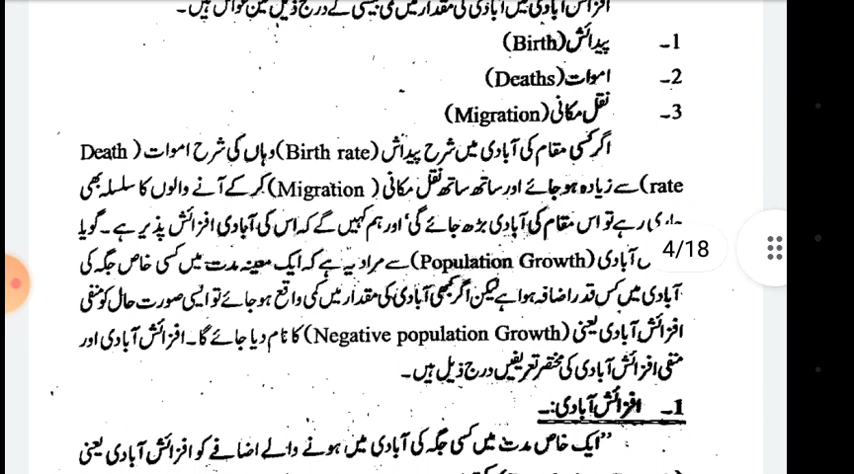 افزائش آبادی میں آبادی کی مقدار میں کمی بیشی کے درج ذیل تین عوامل ہیں۔
1۔ پیدائش (Birth)
2۔ اموات (Deaths)
3۔ نقل مکانی (Migration)
اگر کسی مقام کی آبادی میں شرح پیدائش (Birth rate) وہاں کی شرح اموات (Death
rate) سے زیادہ ہو جائے اور ساتھ ساتھ نقل مکانی (Migration) کر کے آنے والوں کا سلسلہ بھی
جاری رہے تو اس مقام کی آبادی بڑھ جائے گی' اور ہم کہیں گے کہ اس کی آبادی افزائش پذیر ہے۔ گویا
آبادی (Population Growth) سے مراد یہ ہے کہ ایک معینہ مدت میں کسی خاص جگہ کی
4/18
آبادی میں کس قدر اضافہ ہوا ہے لیکن اگر کبھی آبادی کی مقدار میں کمی واقع ہو جائے تو ایسی صورت حال کو منفی
افزائش آبادی یعنی (Negative population Growth) کا نام دیا جائے گا۔ افزائش آبادی اور
منفی افزائش آبادی کی مختصر تعریفیں درج ذیل ہیں۔
1۔ افزائش آبادی:۔
"ایک خاص مدت میں کسی جگہ کی آبادی میں ہونے والے اضافے کو افزائش آبادی یعنی